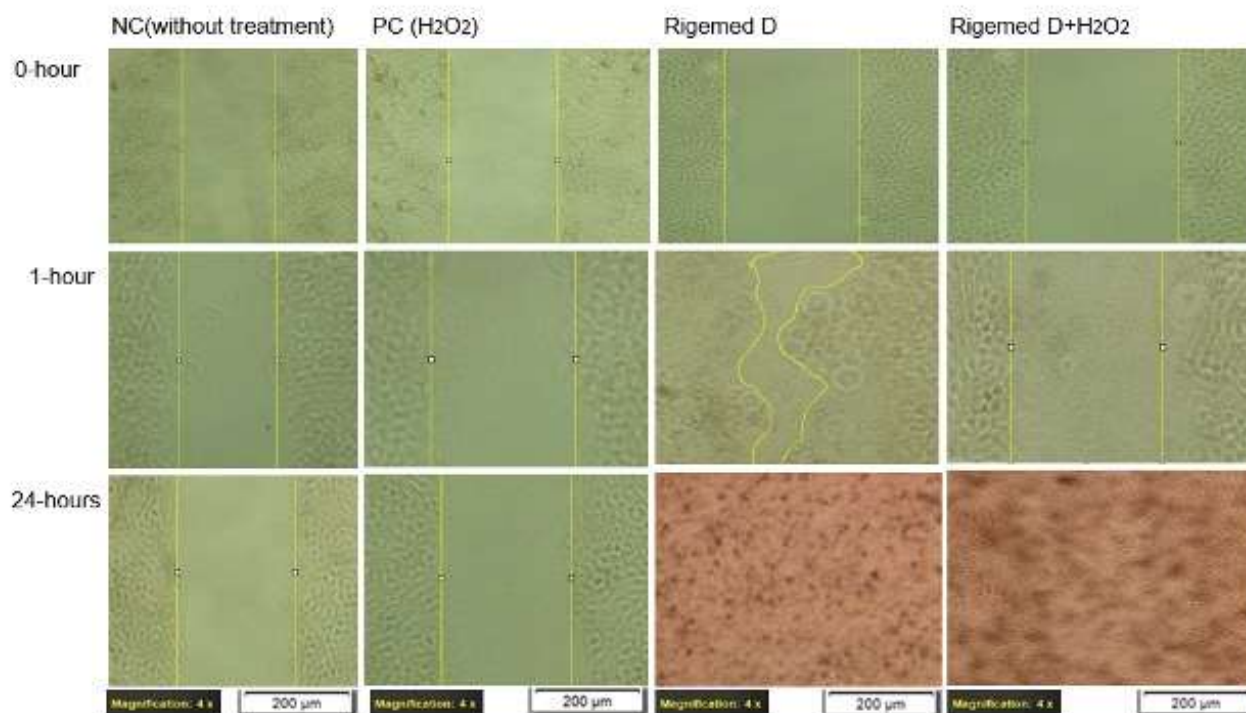 NC(without treatment) PC (H2O2) Rigemed D Rigemed D+H2O2
0-hour
1-hour
24-hours
Magnification: 4 x 200 µm Magnification: 4 x 200 µm Magnification: 4 x 200 µm Magnification: 4 x 200 µm